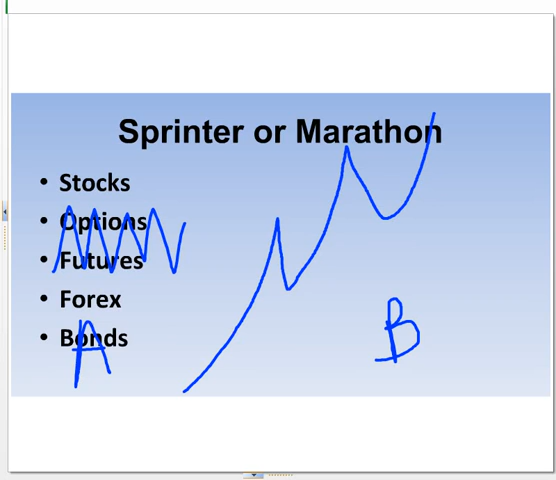 Sprinter or Marathon
• Stocks
• Options
• Futures
• Forex
• Bonds
A
B